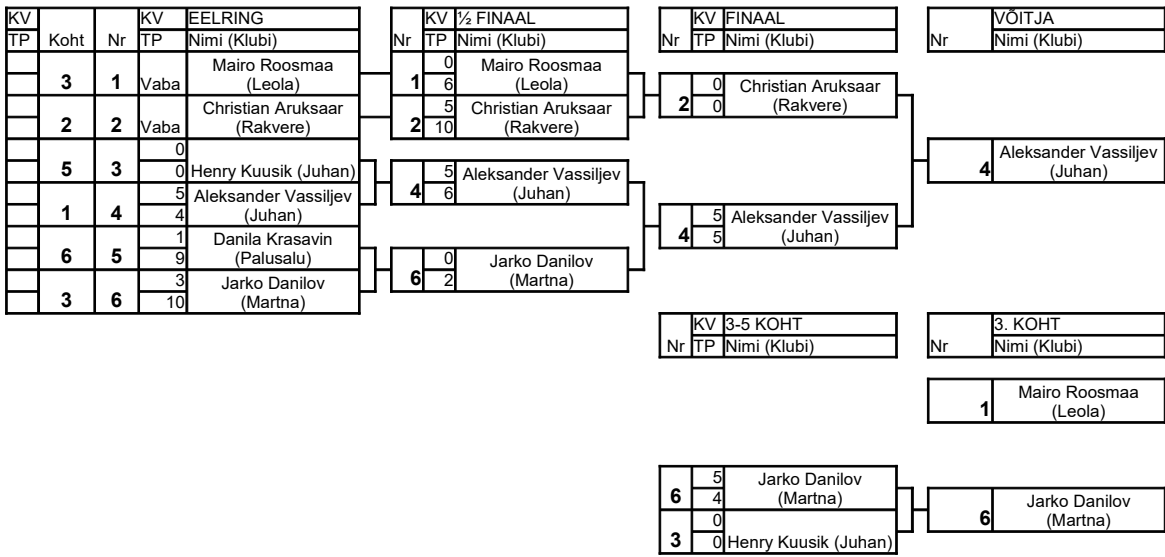 KV KV EELRING KV ½ FINAAL KV FINAAL VÕITJA
TP Koht Nr TP Nimi (Klubi) Nr TP Nimi (Klubi) Nr TP Nimi (Klubi) Nr Nimi (Klubi)
3 1 Vaba Mairo Roosmaa
(Leola)
2 2 Vaba Christian Aruksaar
(Rakvere)
5 3 0
0 Henry Kuusik (Juhan)
1 4 5 Aleksander Vassiljev
4 (Juhan)
6 5 1 Danila Krasavin
9 (Palusalu)
3 6 3 Jarko Danilov
10 (Martna)
1 0 Mairo Roosmaa
6 (Leola)
2 5 Christian Aruksaar
10 (Rakvere)
4 5 Aleksander Vassiljev
6 (Juhan)
6 0 Jarko Danilov
2 (Martna)
2 0 Christian Aruksaar
0 (Rakvere)
4 5 Aleksander Vassiljev
5 (Juhan)
4 Aleksander Vassiljev
(Juhan)
KV 3-5 KOHT 3. KOHT
Nr TP Nimi (Klubi) Nr Nimi (Klubi)
1 Mairo Roosmaa
(Leola)
6 5 Jarko Danilov
4 (Martna)
3 0
0 Henry Kuusik (Juhan)
6 Jarko Danilov
(Martna)